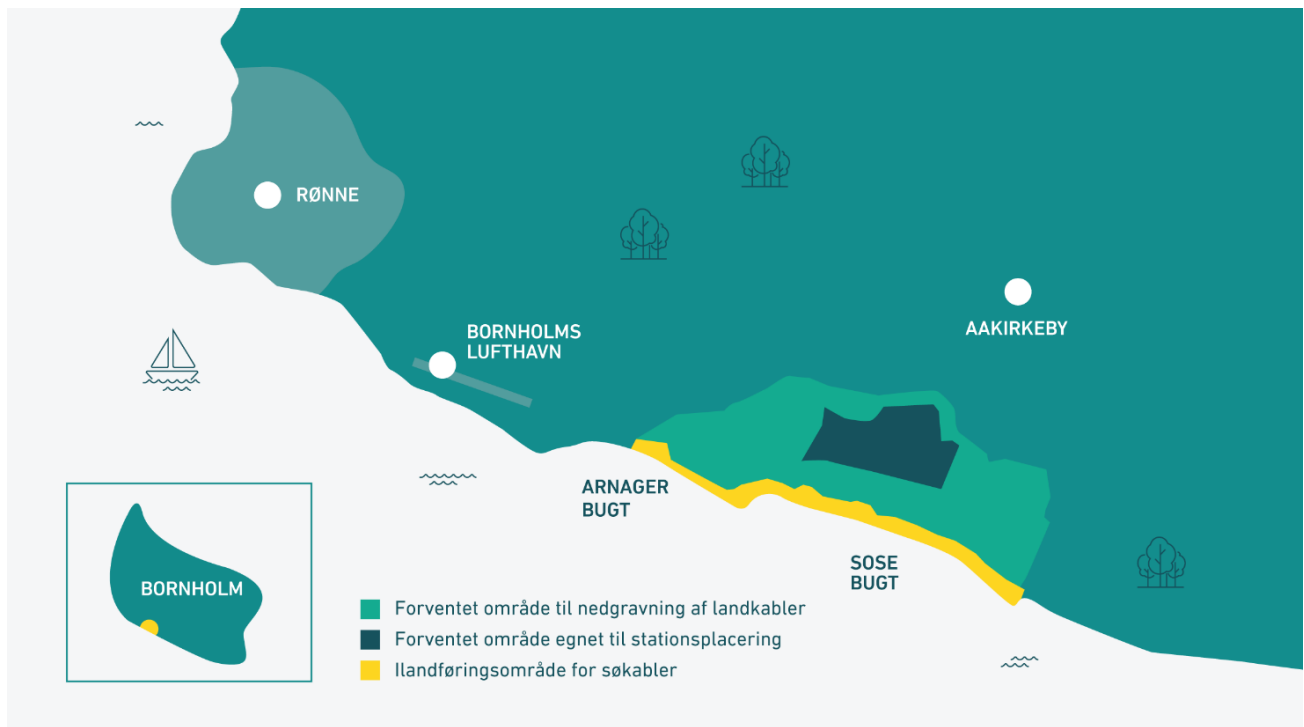 RØNNE
BORNHOLMS
LUFTHAVN
AAKIRKEBY
ARNAGER
BUGT
SOSE
BUGT
BORNHOLM
Forventet område til nedgravning af landkabler
Forventet område egnet til stationsplacering
Ilandføringsområde for søkabler